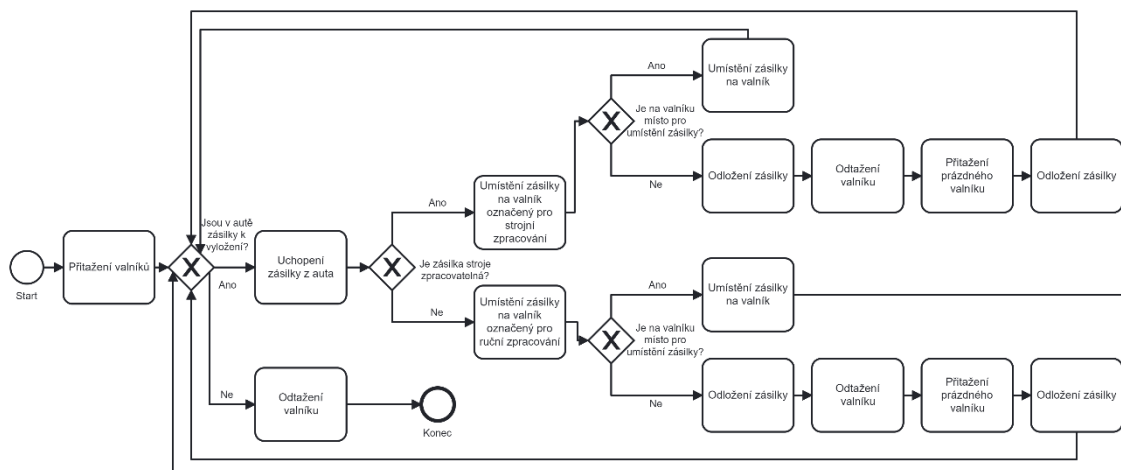 Start
Přitažení valníků
Jsou v autě
zásilky k
vyložení?
Ano
Uchopení
zásilky z auta
Je zásilka stroje
zpracovatelná?
Ano
Umístění zásilky
na valník
označený pro
strojní
zpracování
Je na valníku
místo pro
umístění zásilky?
Ano
Umístění zásilky
na valník
Ne
Odložení zásilky
Odtažení
valníku
Přitažení
prázdného
valníku
Odložení zásilky
Ne
Umístění zásilky
na valník
označený pro
ruční zpracování
Je na valníku
místo pro
umístění zásilky?
Ano
Umístění zásilky
na valník
Ne
Odložení zásilky
Odtažení
valníku
Přitažení
prázdného
valníku
Odložení zásilky
Ne
Odtažení
valníku
Konec